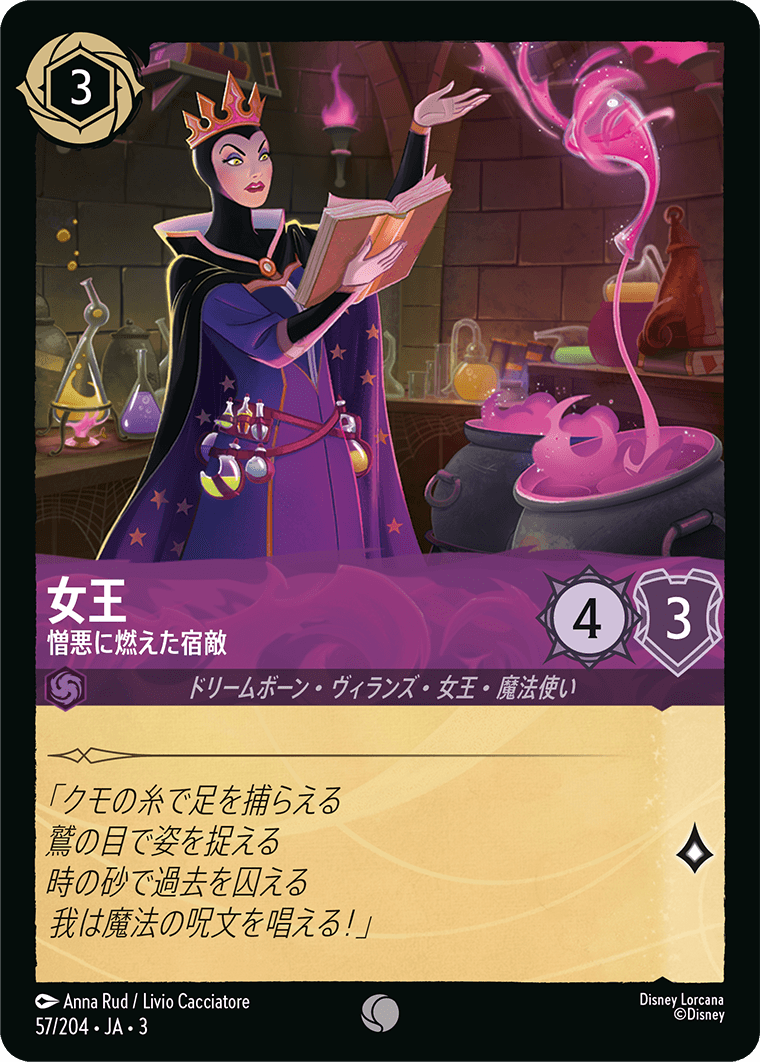 3
女王
憎悪に燃えた宿敵
4
3
ドリームボーン・ヴィランズ・女王・魔法使い
「クモの糸で足を捕らえる
鷲の目で姿を捉える
時の砂で過去を囚える
我は魔法の呪文を唱える！」
Anna Rud / Livio Cacciatore
57/204 • JA • 3
Disney Lorcana
©Disney